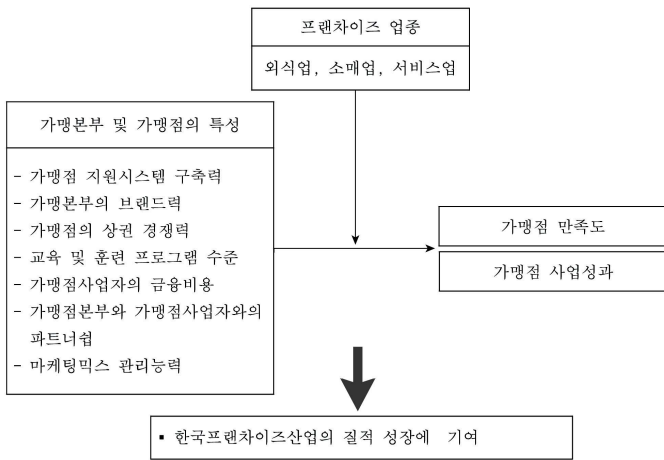 프랜차이즈 업종
외식업, 소매업, 서비스업
가맹본부 및 가맹점의 특성
- 가맹점 지원시스템 구축력
- 가맹본부의 브랜드력
- 가맹점의 상권 경쟁력
- 교육 및 훈련 프로그램 수준
- 가맹점사업자의 금융비용
- 가맹점본부와 가맹점사업자와의
파트너쉽
- 마케팅믹스 관리능력
가맹점 만족도
가맹점 사업성과
▪ 한국프랜차이즈산업의 질적 성장에 기여